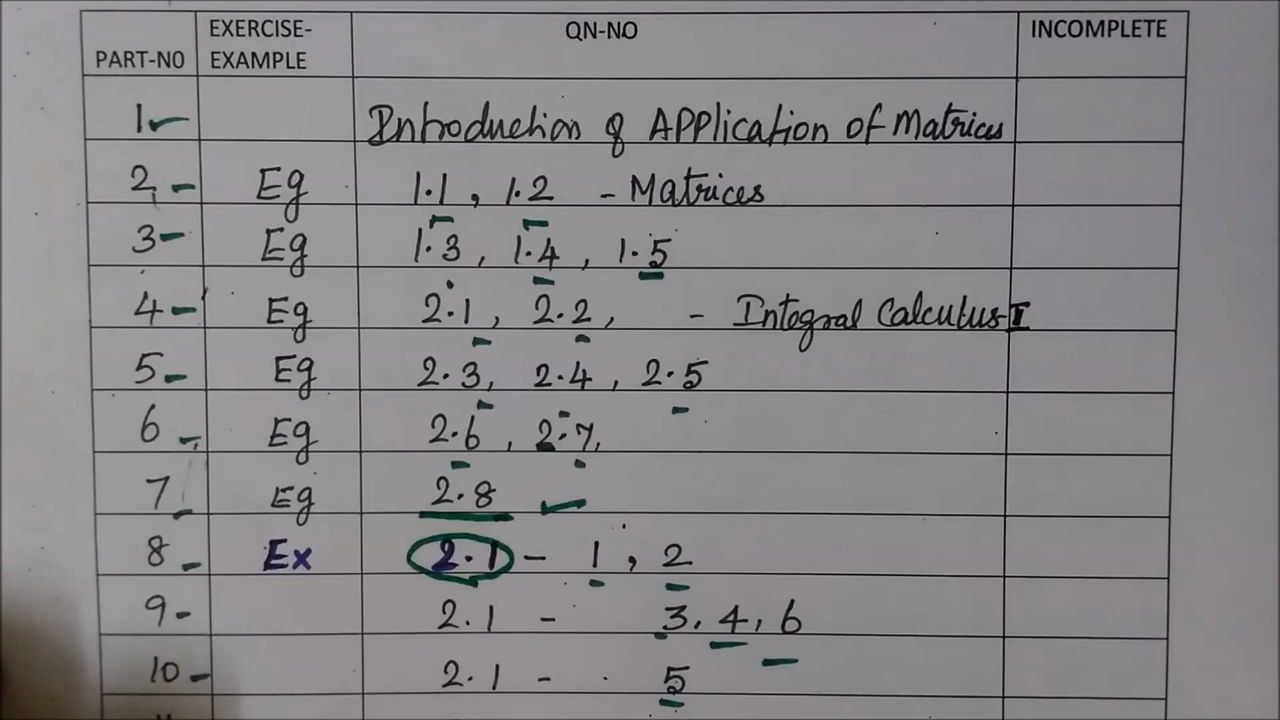 PART-NO EXERCISE-EXAMPLE QN-NO INCOMPLETE
1 Introduction of Application of Matrices
2 Eg 1.1, 1.2 - Matrices
3 Eg 1.3, 1.4, 1.5
4 Eg 2.1, 2.2, - Integral Calculus-I
5 Eg 2.3, 2.4, 2.5
6 Eg 2.6, 2.7,
7 Eg 2.8
8 Ex 2.1 - 1, 2
9 2.1 - 3, 4, 6
10 2.1 - 5